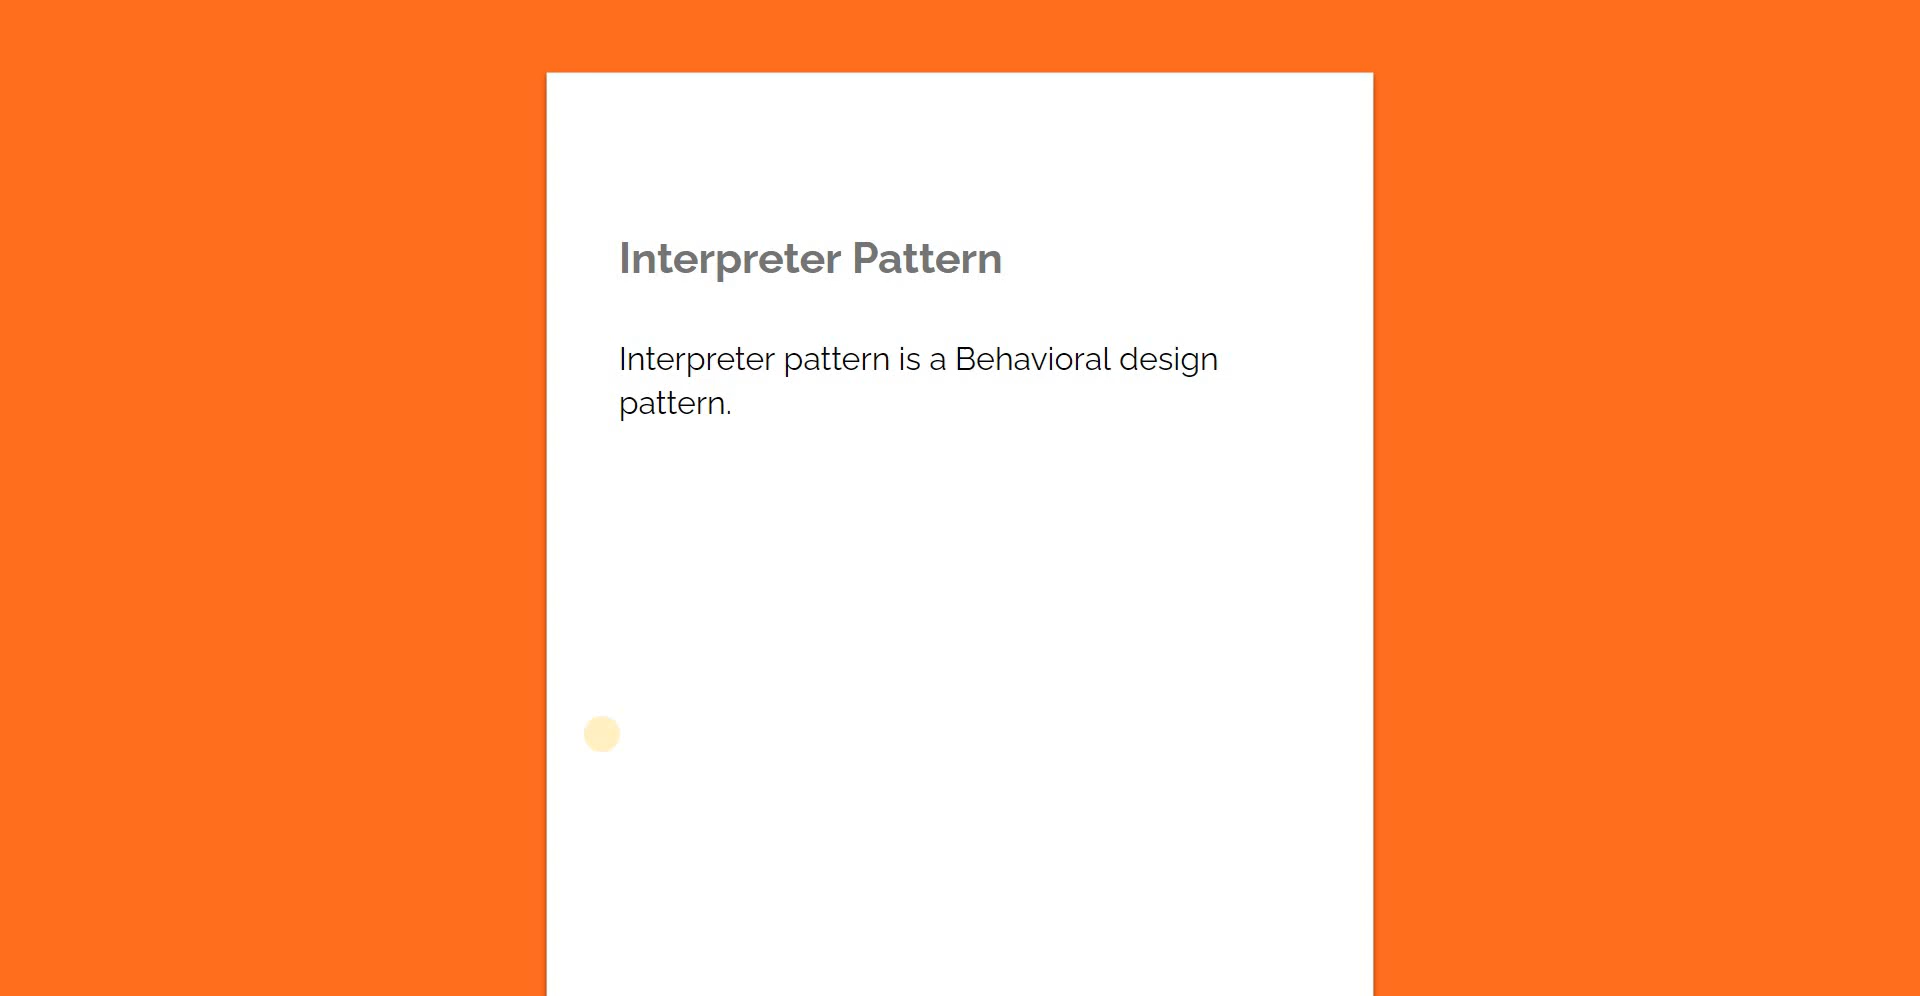 Interpreter Pattern
Interpreter pattern is a Behavioral design
pattern.